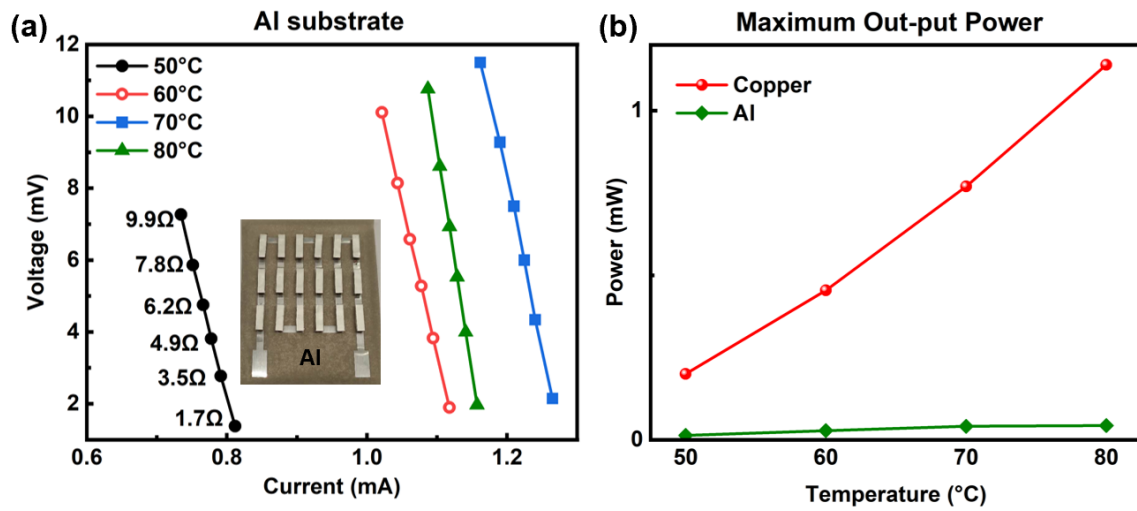 (a)
Al substrate
12
10
8
6
4
2
0.6
0.8
1.0
1.2
Voltage (mV)
Current (mA)
50°C
60°C
70°C
80°C
9.9Ω
7.8Ω
6.2Ω
4.9Ω
3.5Ω
1.7Ω
Al
(b)
Maximum Out-put Power
1
0
50
60
70
80
Power (mW)
Temperature (°C)
Copper
Al